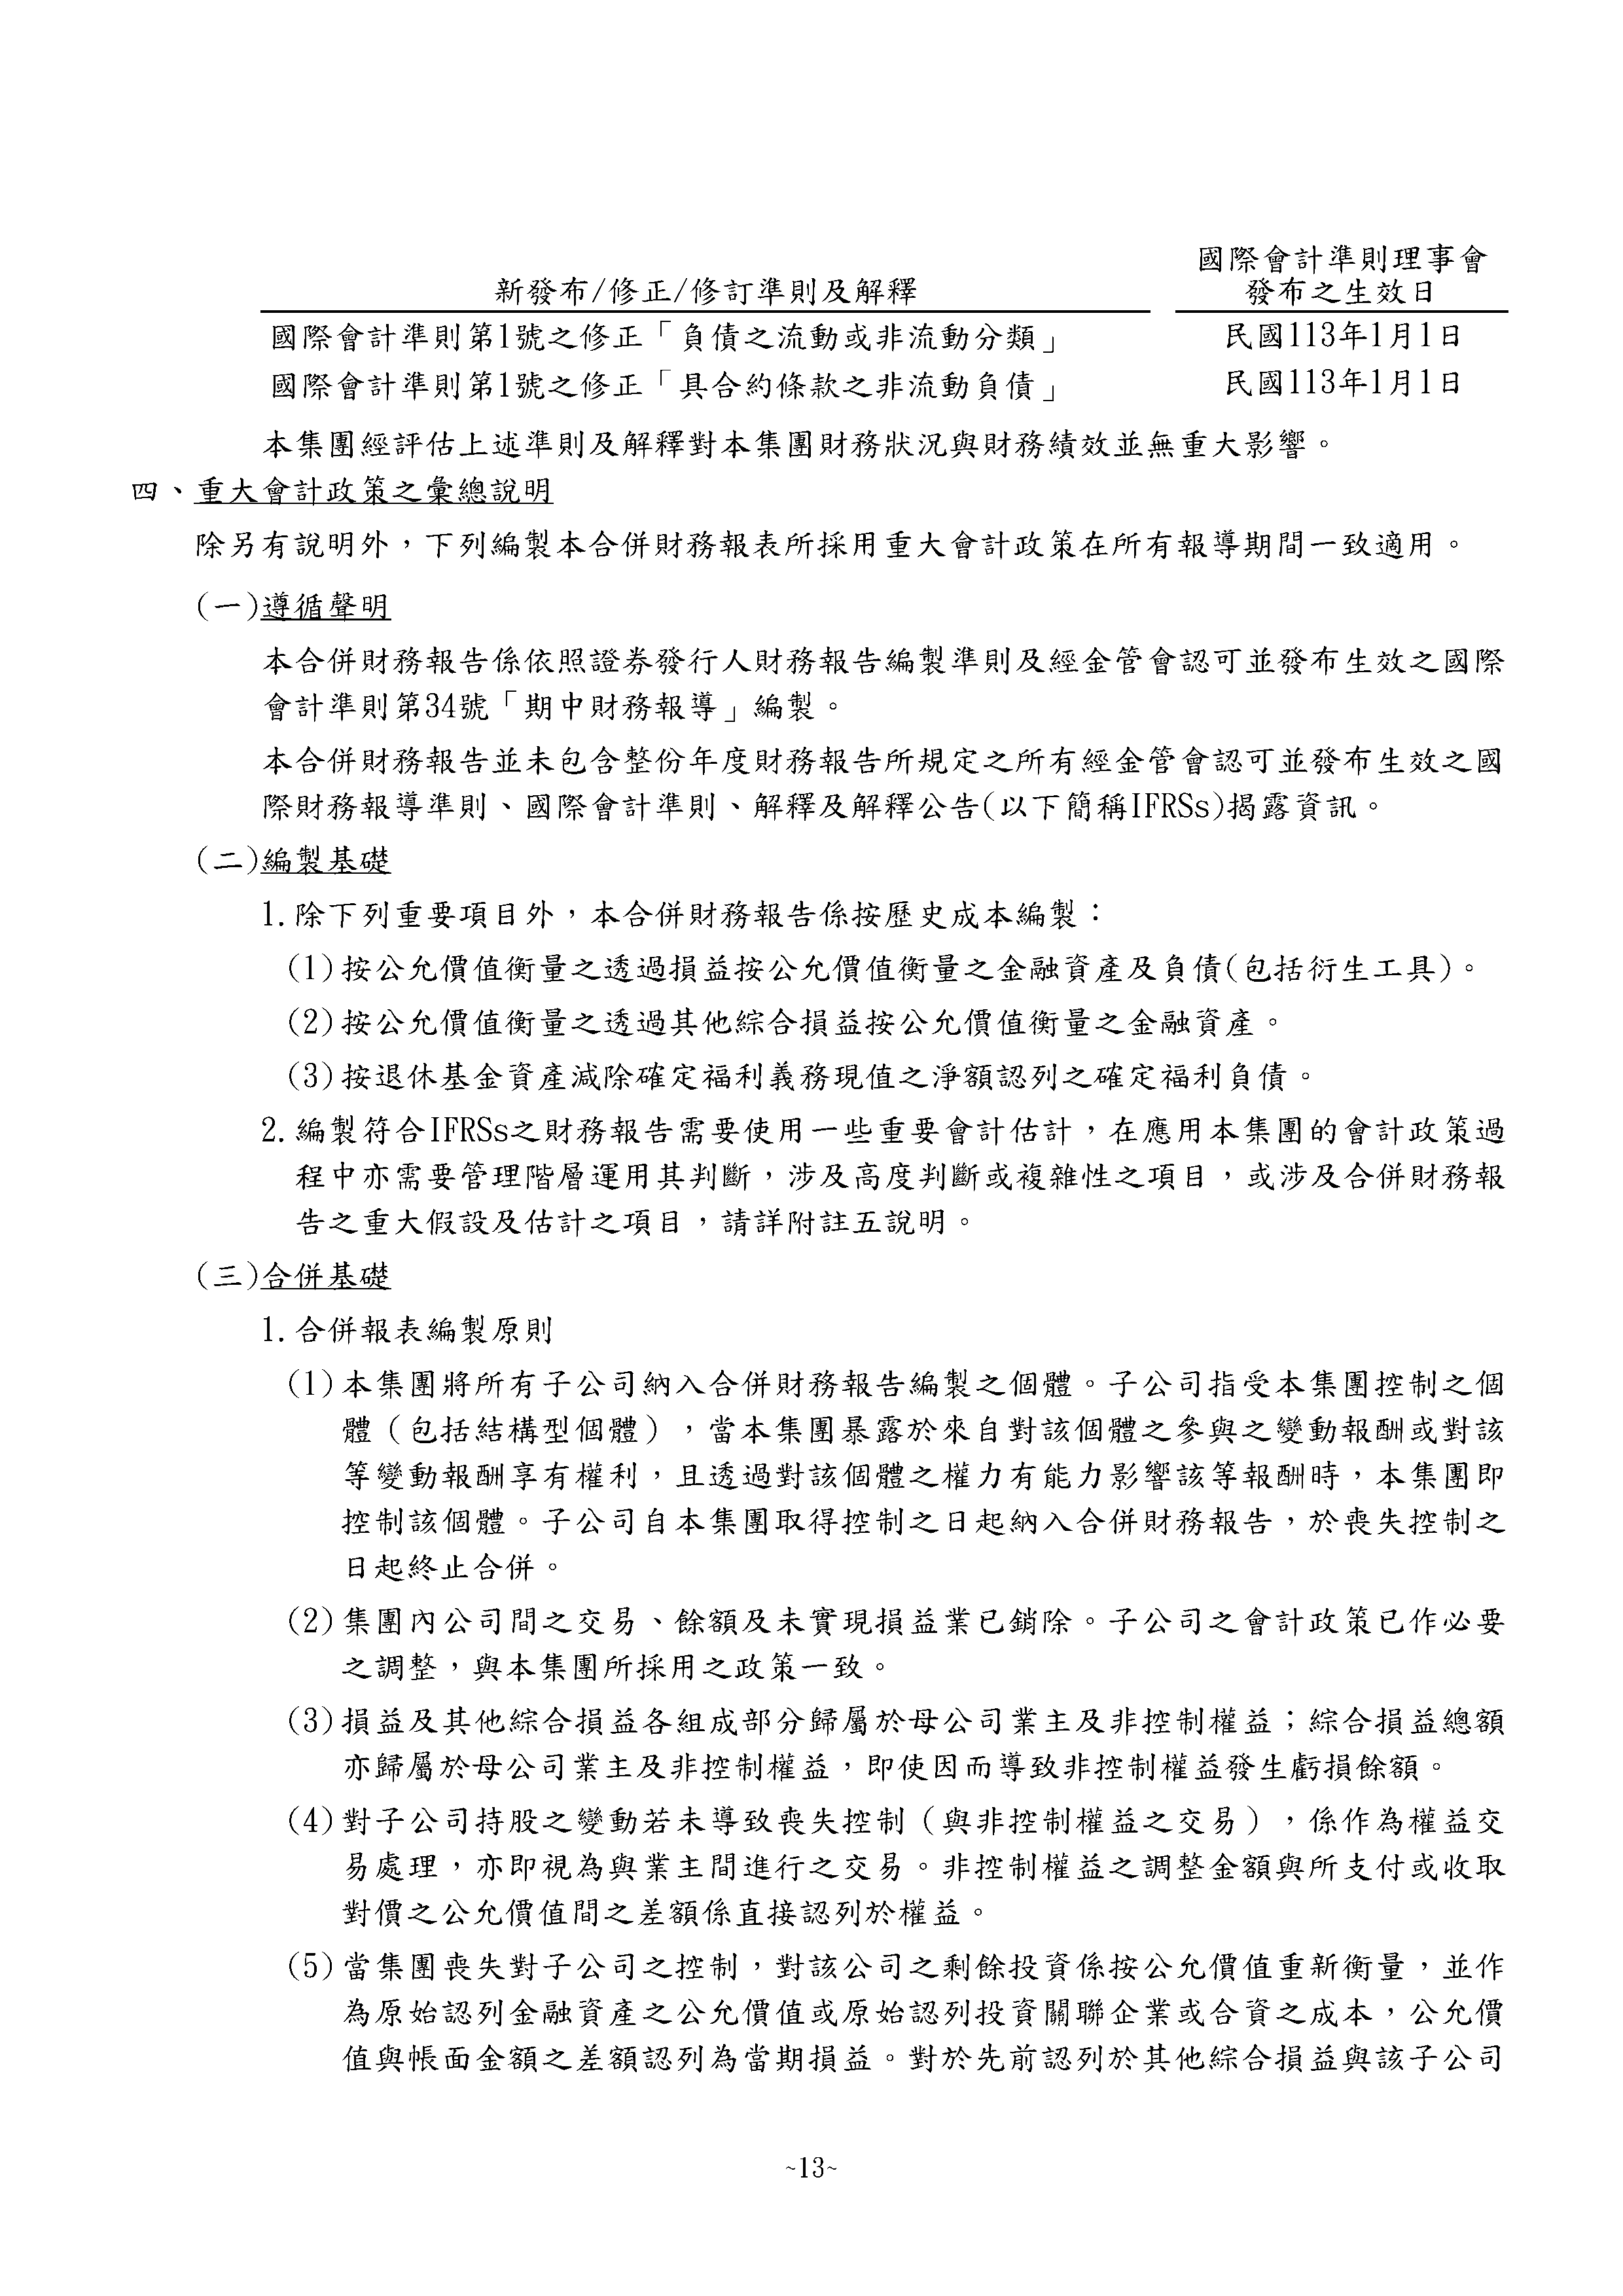 國際會計準則理事會
新發布/修正/修訂準則及解釋 發布之生效日
國際會計準則第1號之修正「負債之流動或非流動分類」 民國113年1月1日
國際會計準則第1號之修正「具合約條款之非流動負債」 民國113年1月1日
本集團經評估上述準則及解釋對本集團財務狀況與財務績效並無重大影響。
四、重大會計政策之彙總說明
除另有說明外，下列編製本合併財務報表所採用重大會計政策在所有報導期間一致適用。
(一)遵循聲明
本合併財務報告係依照證券發行人財務報告編製準則及經金管會認可並發布生效之國際
會計準則第34號「期中財務報導」編製。
本合併財務報告並未包含整份年度財務報告所規定之所有經金管會認可並發布生效之國
際財務報導準則、國際會計準則、解釋及解釋公告(以下簡稱IFRSs)揭露資訊。
(二)編製基礎
1.除下列重要項目外，本合併財務報告係按歷史成本編製：
(1)按公允價值衡量之透過損益按公允價值衡量之金融資產及負債(包括衍生工具)。
(2)按公允價值衡量之透過其他綜合損益按公允價值衡量之金融資產。
(3)按退休基金資產減除確定福利義務現值之淨額認列之確定福利負債。
2.編製符合IFRSs之財務報告需要使用一些重要會計估計，在應用本集團的會計政策過
程中亦需要管理階層運用其判斷，涉及高度判斷或複雜性之項目，或涉及合併財務報
告之重大假設及估計之項目，請詳附註五說明。
(三)合併基礎
1.合併報表編製原則
(1)本集團將所有子公司納入合併財務報告編製之個體。子公司指受本集團控制之個
體（包括結構型個體），當本集團暴露於來自對該個體之參與之變動報酬或對該
等變動報酬享有權利，且透過對該個體之權力有能力影響該等報酬時，本集團即
控制該個體。子公司自本集團取得控制之日起納入合併財務報告，於喪失控制之
日起終止合併。
(2)集團內公司間之交易、餘額及未實現損益業已銷除。子公司之會計政策已作必要
之調整，與本集團所採用之政策一致。
(3)損益及其他綜合損益各組成部分歸屬於母公司業主及非控制權益；綜合損益總額
亦歸屬於母公司業主及非控制權益，即使因而導致非控制權益發生虧損餘額。
(4)對子公司持股之變動若未導致喪失控制（與非控制權益之交易），係作為權益交
易處理，亦即視為與業主間進行之交易。非控制權益之調整金額與所支付或收取
對價之公允價值間之差額係直接認列於權益。
(5)當集團喪失對子公司之控制，對該公司之剩餘投資係按公允價值重新衡量，並作
為原始認列金融資產之公允價值或原始認列投資關聯企業或合資之成本，公允價
值與帳面金額之差額認列為當期損益。對於先前認列於其他綜合損益與該子公司
~13~